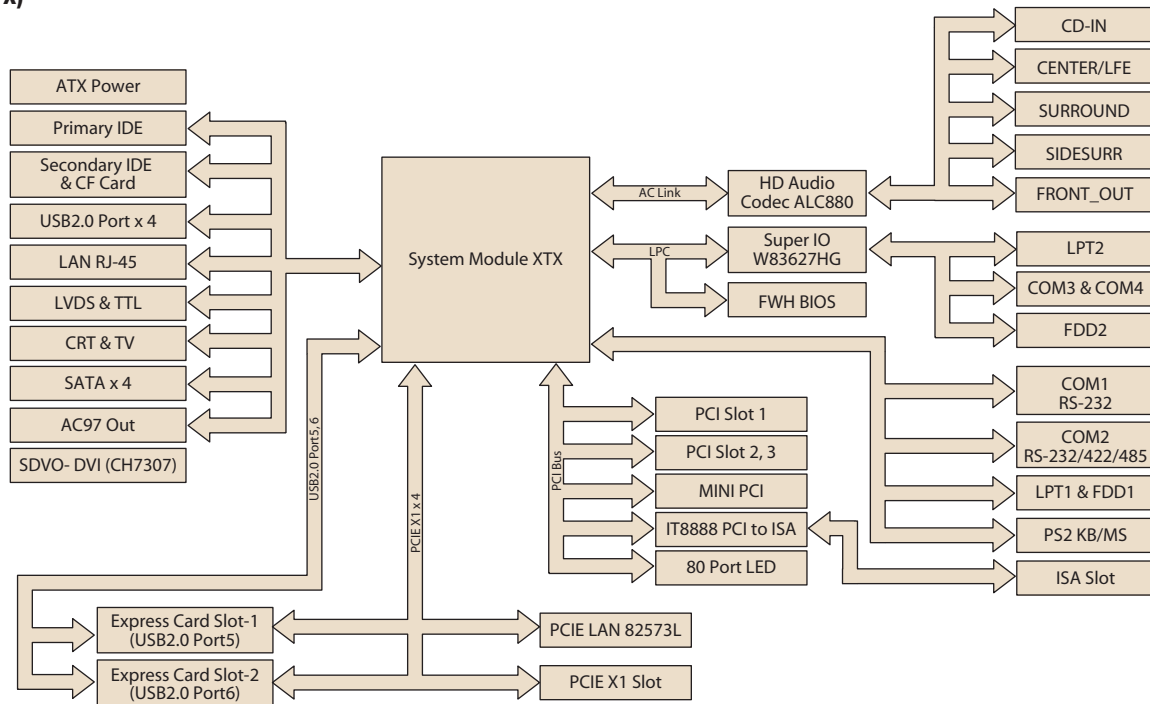 x)
ATX Power
Primary IDE
Secondary IDE
& CF Card
USB2.0 Port x 4
LAN RJ-45
LVDS & TTL
CRT & TV
SATA x 4
AC97 Out
SDVO- DVI (CH7307)
System Module XTX
AC Link
LPC
HD Audio
Codec ALC880
Super IO
W83627HG
FWH BIOS
CD-IN
CENTER/LFE
SURROUND
SIDESURR
FRONT_OUT
LPT2
COM3 & COM4
FDD2
COM1
RS-232
COM2
RS-232/422/485
LPT1 & FDD1
PS2 KB/MS
ISA Slot
USB2.0 Port5, 6
PCIE X1 x 4
PCI Bus
PCI Slot 1
PCI Slot 2, 3
MINI PCI
IT8888 PCI to ISA
80 Port LED
Express Card Slot-1
(USB2.0 Port5)
Express Card Slot-2
(USB2.0 Port6)
PCIE LAN 82573L
PCIE X1 Slot